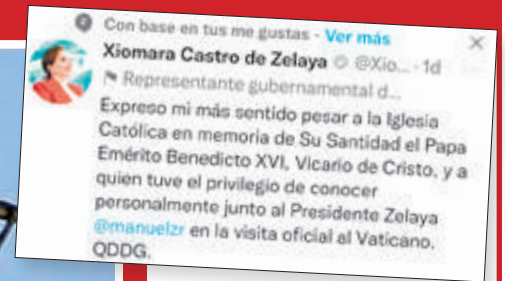 Con base en tus me gustas - Ver más
Xiomara Castro de Zelaya @Xio... · 1d
Representante gubernamental d...
Expreso mi más sentido pesar a la Iglesia
Católica en memoria de Su Santidad el Papa
Emérito Benedicto XVI, Vicario de Cristo, y a
quien tuve el privilegio de conocer
personalmente junto al Presidente Zelaya
@manuelzr en la visita oficial al Vaticano.
QDDG.